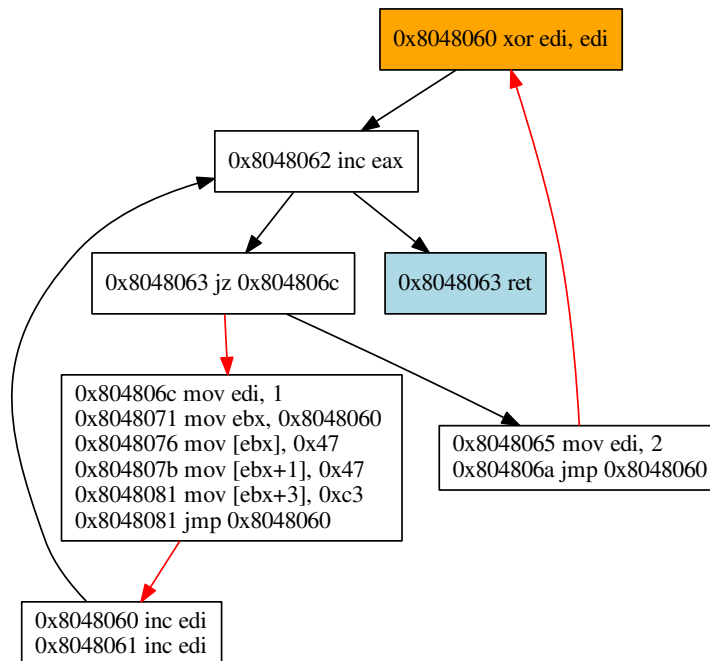 0x8048060 xor edi, edi
0x8048062 inc eax
0x8048063 jz 0x804806c
0x8048063 ret
0x804806c mov edi, 1
0x8048071 mov ebx, 0x8048060
0x8048076 mov [ebx], 0x47
0x804807b mov [ebx+1], 0x47
0x8048081 mov [ebx+3], 0xc3
0x8048081 jmp 0x8048060
0x8048065 mov edi, 2
0x804806a jmp 0x8048060
0x8048060 inc edi
0x8048061 inc edi